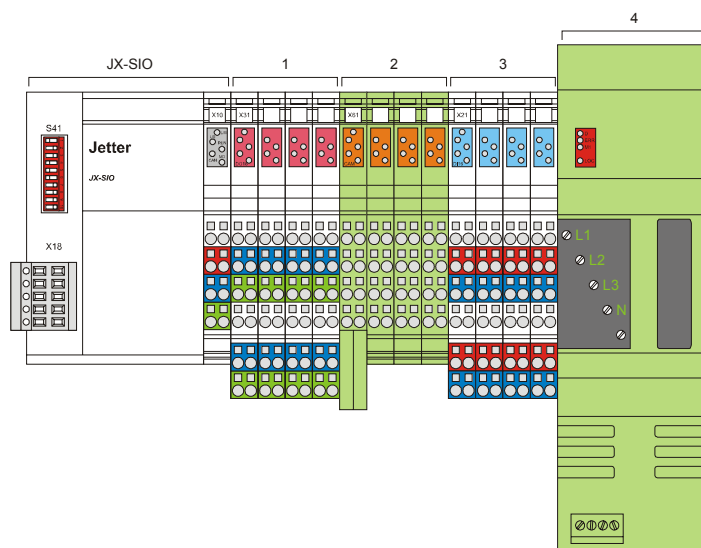 4
JX-SIO 1 2 3
X10 X31 X61 X21
S41
Jetter
JX-SIO
X18
L1
L2
L3
N